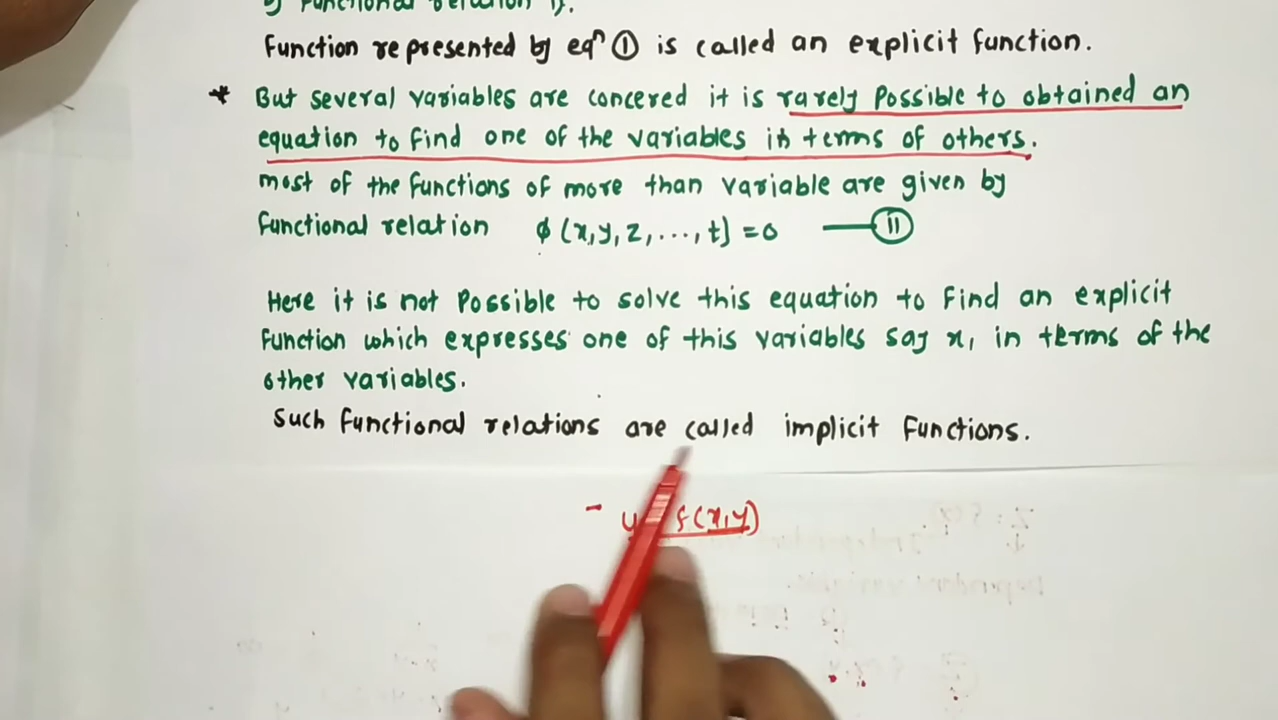 y functional relation ⅰ).
Function represented by eqⁿ ① is called an explicit function.
* But several variables are concered it is rarely possible to obtained an
equation to find one of the variables in terms of others.
most of the functions of more than variable are given by
functional relation ϕ (x,y,z,...,t) = 0 — ⑪
Here it is not possible to solve this equation to find an explicit
function which expresses one of this variables say x, in terms of the
other variables.
Such functional relations are called implicit functions.
- y f(x,y)